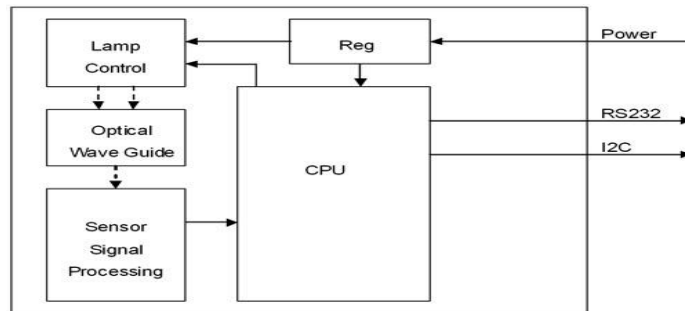 Lamp
Control
Reg
Power
RS232
I2C
Optical
Wave Guide
CPU
Sensor
Signal
Processing